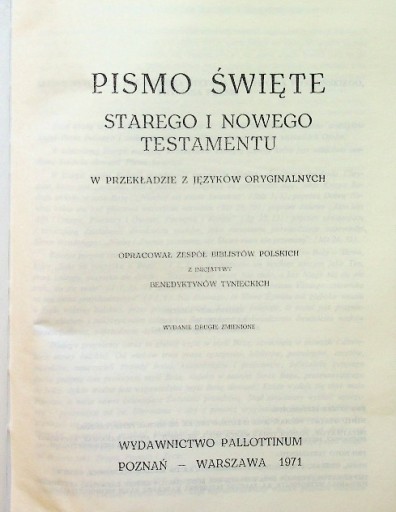 PISMO ŚWIĘTE
STAREGO I NOWEGO
TESTAMENTU
W PRZEKŁADZIE Z JĘZYKÓW ORYGINALNYCH
OPRACOWAŁ ZESPÓŁ BIBLISTÓW POLSKICH
Z INICJATYWY
BENEDYKTYNÓW TYNIECKICH
WYDANIE DRUGIE ZMIENIONE
WYDAWNICTWO PALLOTTINUM
POZNAŃ – WARSZAWA 1971